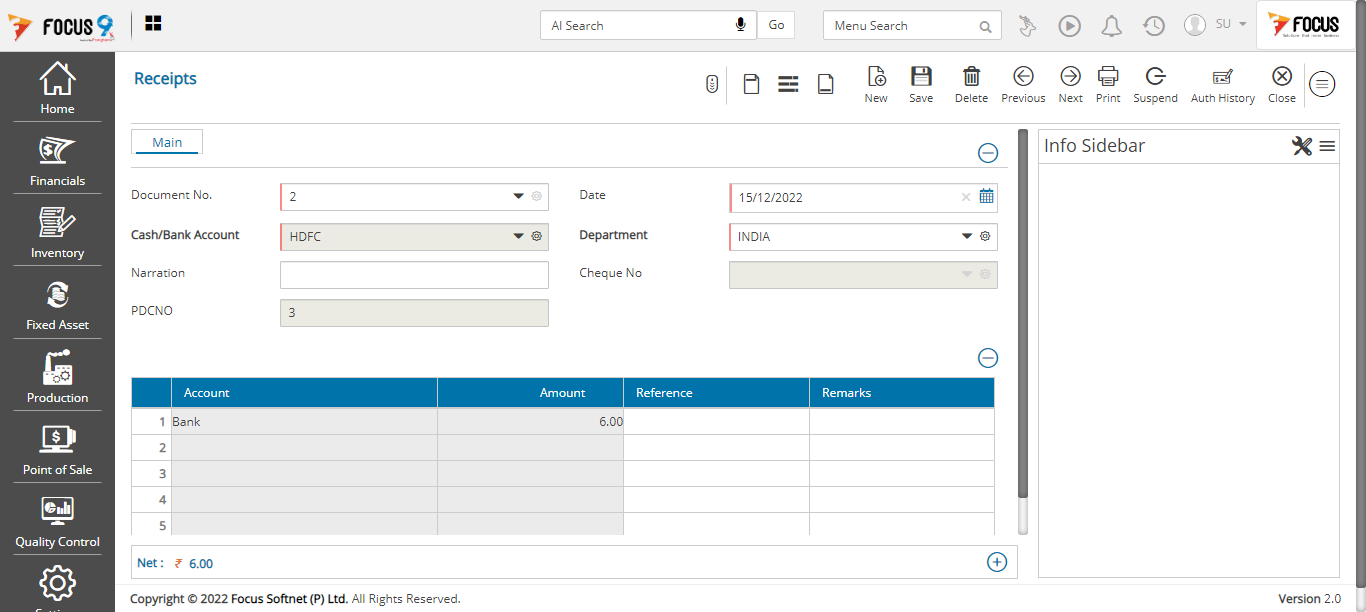 FOCUS 9
AI Search
Go
Menu Search
SU
FOCUS
Home
Financials
Inventory
Fixed Asset
Production
Point of Sale
Quality Control
Receipts
New
Save
Delete
Previous
Next
Print
Suspend
Auth History
Close
Main
Info Sidebar
Document No.
2
Date
15/12/2022
Cash/Bank Account
HDFC
Department
INDIA
Narration
Cheque No
PDCNO
3
Account Amount Reference Remarks
1 Bank 6.00
2
3
4
5
Net : ₹ 6.00
Copyright © 2022 Focus Softnet (P) Ltd. All Rights Reserved.
Version 2.0